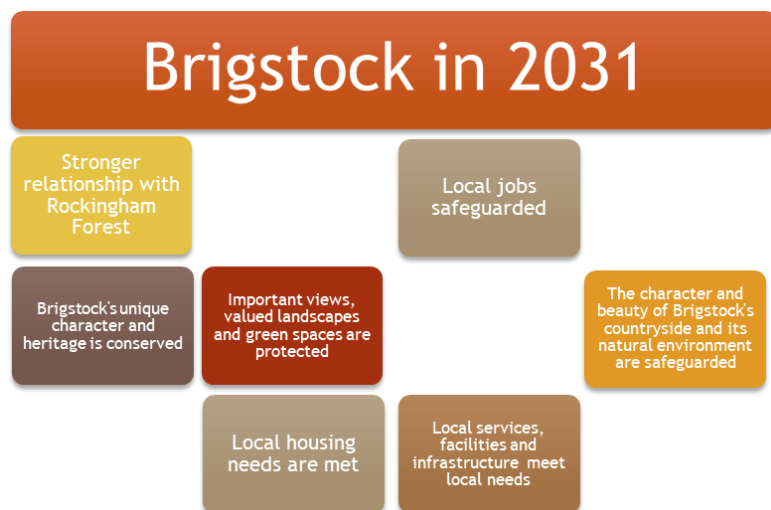 Brigstock in 2031
Stronger
relationship with
Rockingham
Forest
Local jobs
safeguarded
Brigstock's unique
character and
heritage is conserved
Important views,
valued landscapes
and green spaces are
protected
The character and
beauty of Brigstock's
countryside and its
natural environment
are safeguarded
Local housing
needs are met
Local services,
facilities and
infrastructure meet
local needs